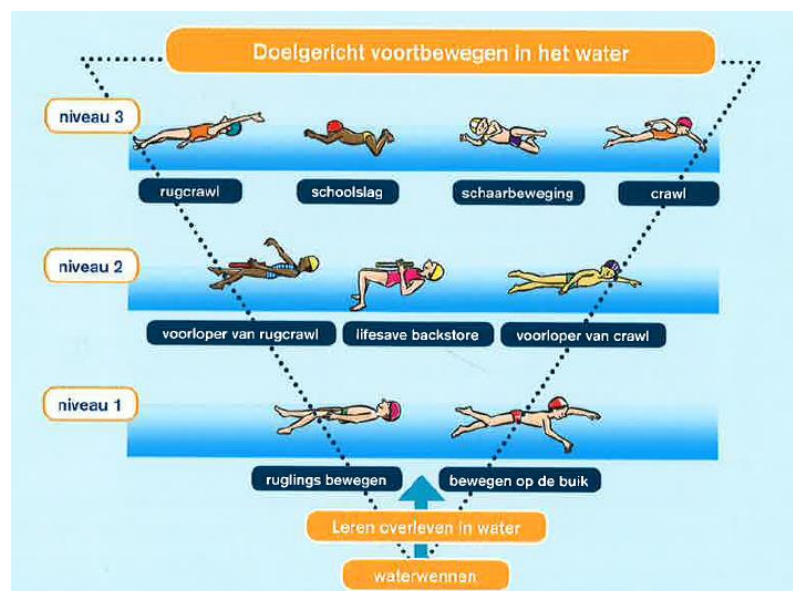 Doelgericht voortbewegen in het water
niveau 3
rugcrawl
schoolslag
schaarbeweging
crawl
niveau 2
voorloper van rugcrawl
lifesave backstore
voorloper van crawl
niveau 1
ruglings bewegen
bewegen op de buik
Leren overleven in water
waterwennen